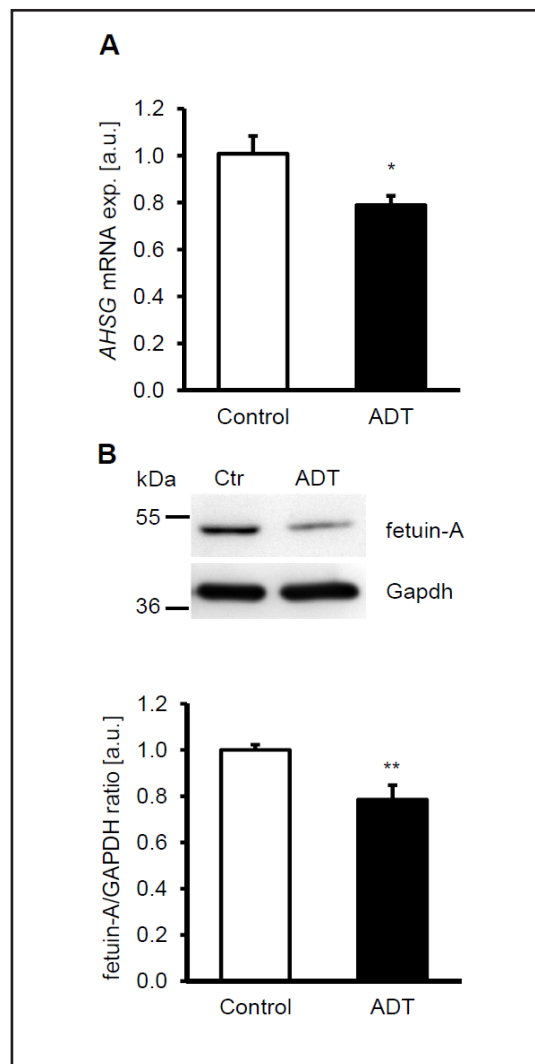 A
AHSG mRNA exp. [a.u.]
1.2
1.0
0.8
0.6
0.4
0.2
0.0
*
Control ADT
B
kDa Ctr ADT
55
fetuin-A
Gapdh
36
fetuin-A/GAPDH ratio [a.u.]
1.2
1.0
0.8
0.6
0.4
0.2
0.0
**
Control ADT